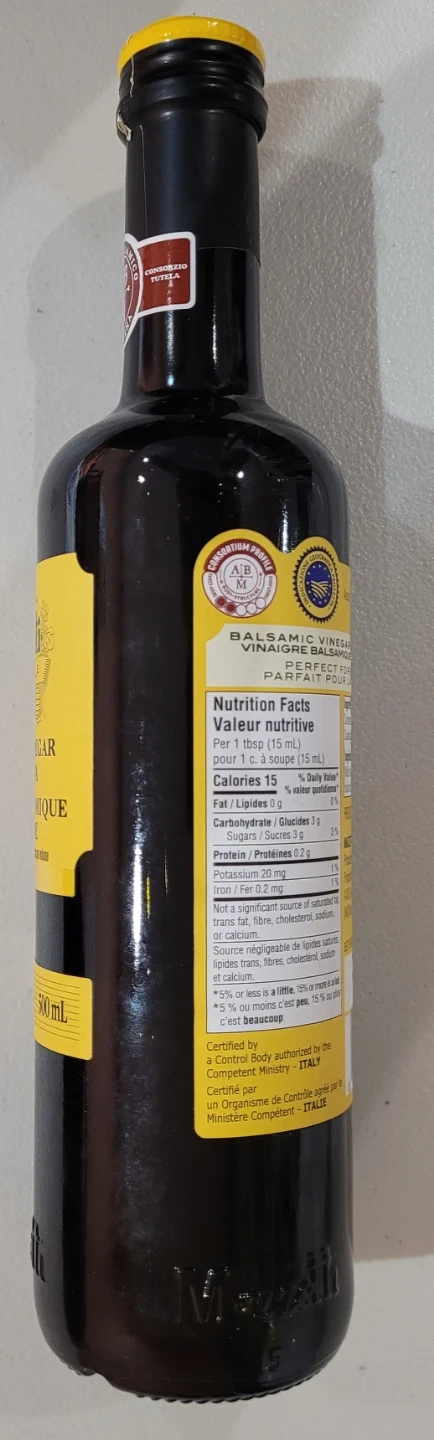 CONSORZIO
TUTELA
CONSORTIUM PROFILE
A B
M
BALSAMIC
VINAIGRE
PERFECT FOR
PARFAIT POUR
Nutrition Facts
Valeur nutritive
Per 1 tbsp (15 mL)
pour 1 c. à soupe (15 mL)
Calories 15
% Daily Value*
% valeur quotidienne*
Fat / Lipides 0 g 0%
Carbohydrate / Glucides 3 g
Sugars / Sucres 3 g 3%
Protein / Protéines 0.2 g
Potassium 20 mg 1%
Iron / Fer 0.2 mg 1%
Not a significant source of saturated fat,
trans fat, fibre, cholesterol, sodium,
or calcium.
Source négligeable de lipides saturés,
lipides trans, fibres, cholestérol, sodium
et calcium.
*5% or less is a little, 15% or more is a lot
*5 % ou moins c'est peu, 15 % ou plus
c'est beaucoup
Certified by
a Control Body authorized by the
Competent Ministry - ITALY
Certifié par
un Organisme de Contrôle agréé par le
Ministère Compétent - ITALIE
500 mL
5